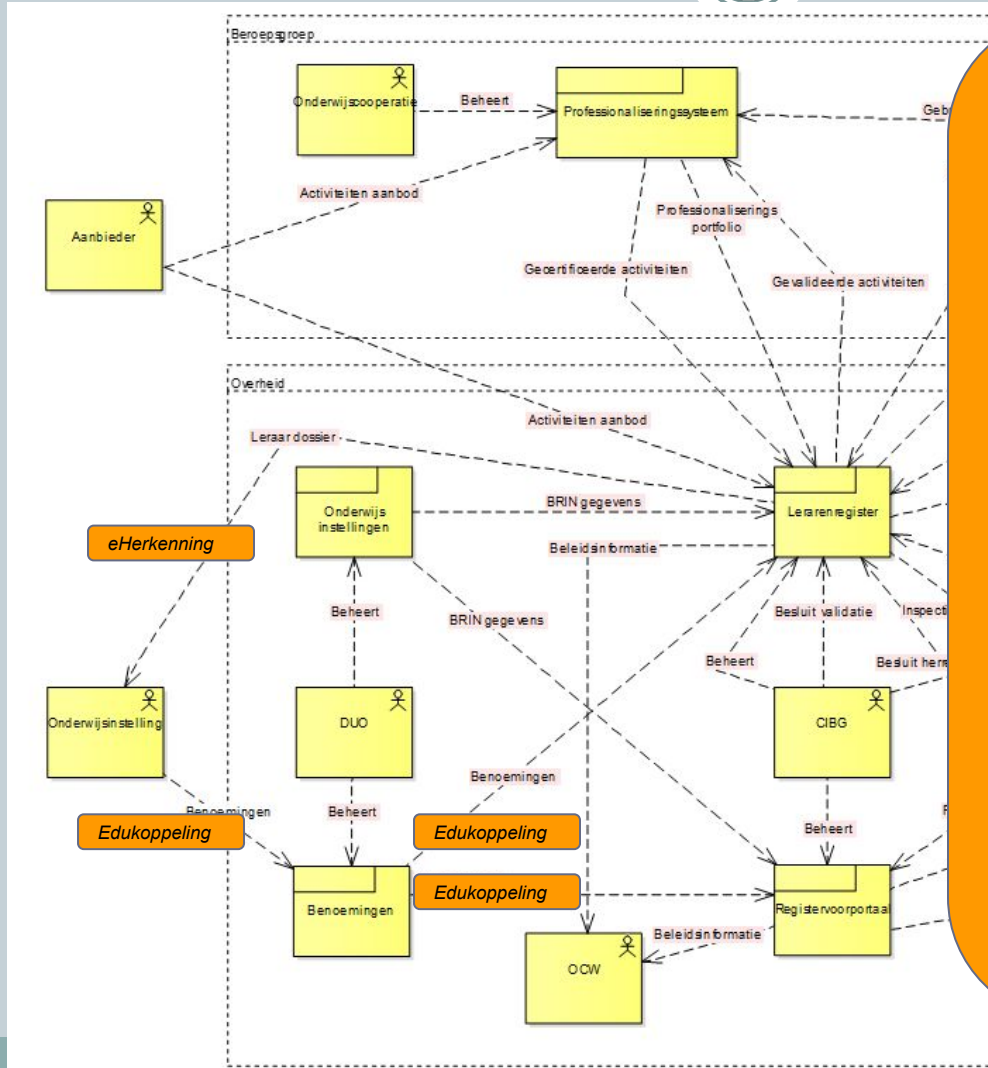 Beroepsgroep
Onderwijscooperatie
Beheert
Professionaliseringssysteem
Activiteiten aanbod
Aanbieder
Professionaliserings
portfolio
Gecertificeerde activiteiten
Gevalideerde activiteiten
Overheid
Activiteiten aanbod
Leraar dossier
Onderwijs
instellingen
BRIN gegevens
Lerarenregister
eHerkenning
Beleidsinformatie
Beheert
BRIN gegevens
Besluit validatie
Beheert
Besluit
Onderwijsinstelling
DUO
CIBG
Benoemingen
Benoemingen
Beheert
Edukoppeling
Edukoppeling
Beheert
Edukoppeling
Benoemingen
Registervoorportaal
Beleidsinformatie
OCW